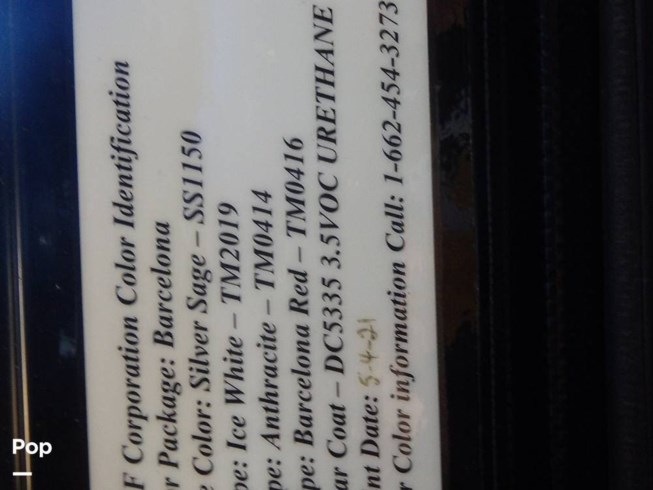 F Corporation Color Identification
r Package: Barcelona
e Color: Silver Sage – SS1150
pe: Ice White – TM2019
pe: Anthracite – TM0414
pe: Barcelona Red – TM0416
ar Coat – DC5335 3.5VOC URETHANE
nt Date: 5-4-21
r Color information Call: 1-662-454-3273
Pop